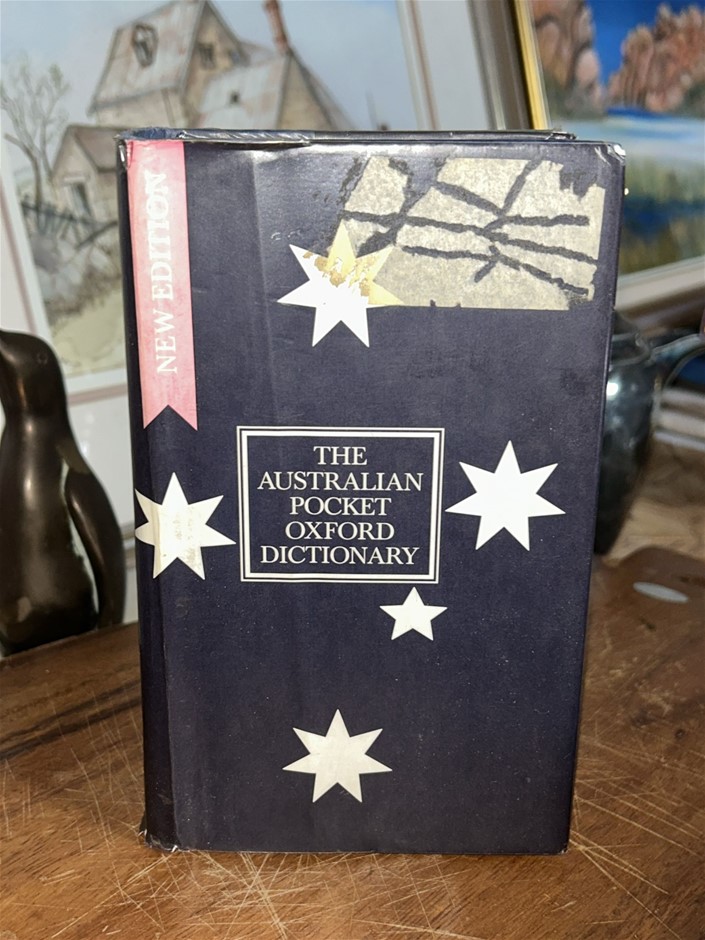 NEW EDITION
THE
AUSTRALIAN
POCKET
OXFORD
DICTIONARY